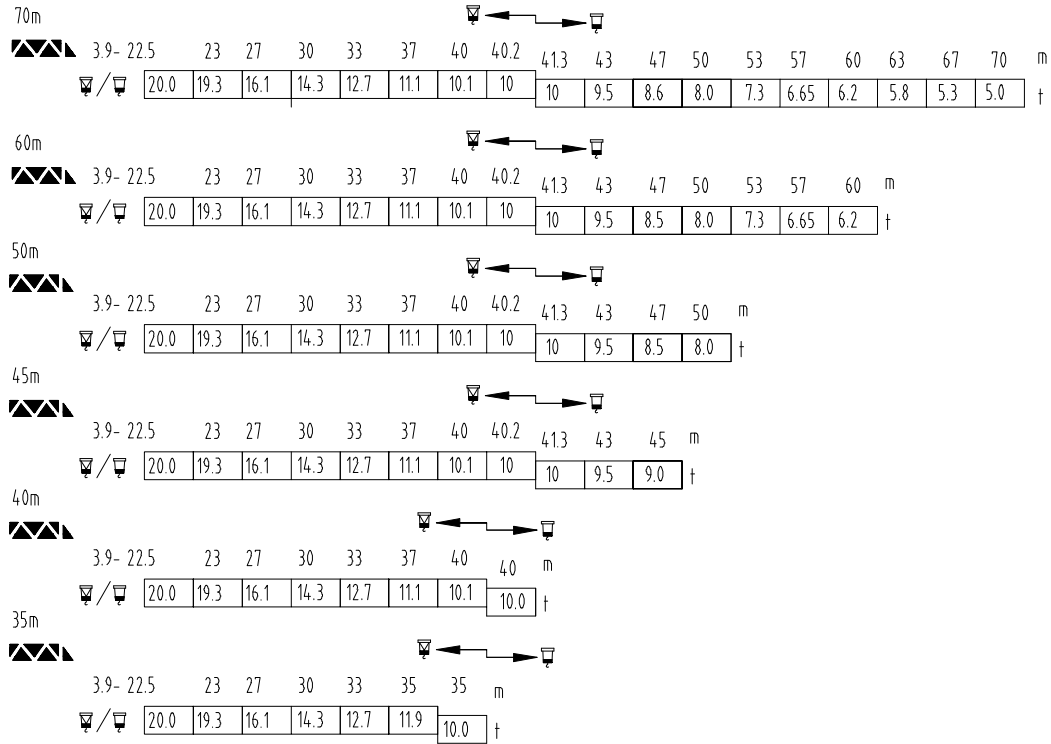 70m
3.9- 22.5 23 27 30 33 37 40 40.2 41.3 43 47 50 53 57 60 63 67 70 m
20.0 19.3 16.1 14.3 12.7 11.1 10.1 10 10 9.5 8.6 8.0 7.3 6.65 6.2 5.8 5.3 5.0 t
60m
3.9- 22.5 23 27 30 33 37 40 40.2 41.3 43 47 50 53 57 60 m
20.0 19.3 16.1 14.3 12.7 11.1 10.1 10 10 9.5 8.5 8.0 7.3 6.65 6.2 t
50m
3.9- 22.5 23 27 30 33 37 40 40.2 41.3 43 47 50 m
20.0 19.3 16.1 14.3 12.7 11.1 10.1 10 10 9.5 8.5 8.0 t
45m
3.9- 22.5 23 27 30 33 37 40 40.2 41.3 43 45 m
20.0 19.3 16.1 14.3 12.7 11.1 10.1 10 10 9.5 9.0 t
40m
3.9- 22.5 23 27 30 33 37 40 40 m
20.0 19.3 16.1 14.3 12.7 11.1 10.1 10.0 t
35m
3.9- 22.5 23 27 30 33 35 35 m
20.0 19.3 16.1 14.3 12.7 11.9 10.0 t